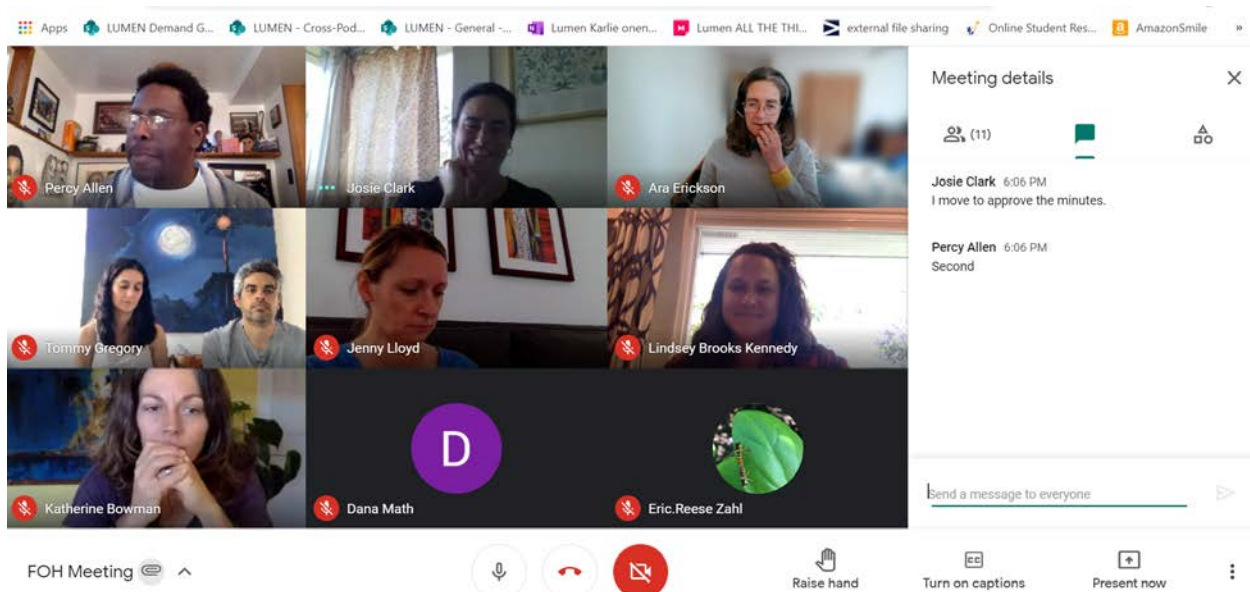 Apps LUMEN Demand G... LUMEN - Cross-Pod... LUMEN - General -... Lumen Karlie onen... Lumen ALL THE THI... external file sharing Online Student Res... AmazonSmile »
Percy Allen
Josie Clark
Ara Erickson
Tommy Gregory
Jenny Lloyd
Lindsey Brooks Kennedy
Katherine Bowman
D
Dana Math
Eric.Reese Zahl
Meeting details
(11)
Josie Clark 6:06 PM
I move to approve the minutes.
Percy Allen 6:06 PM
Second
Send a message to everyone
FOH Meeting
Raise hand
CC
Turn on captions
Present now